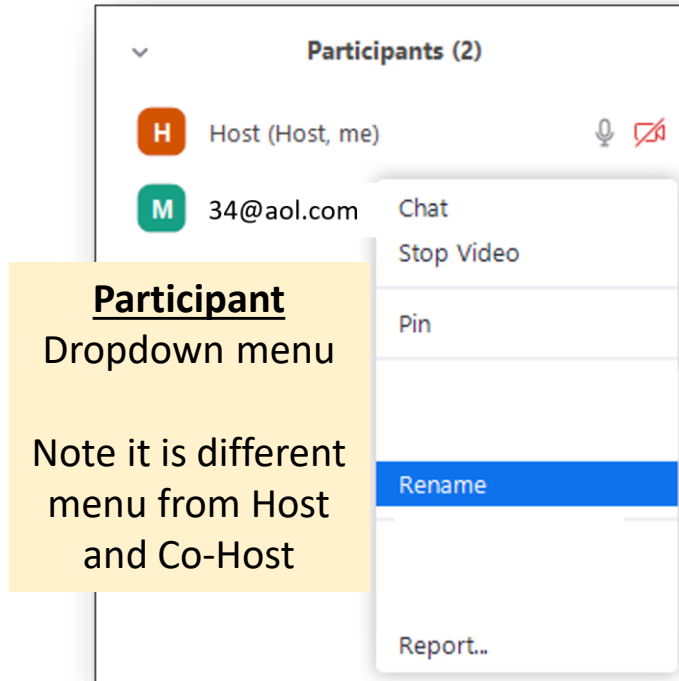 Participants (2)
H Host (Host, me)
M 34@aol.com
Chat
Stop Video
Pin
Rename
Report...
Participant
Dropdown menu
Note it is different
menu from Host
and Co-Host